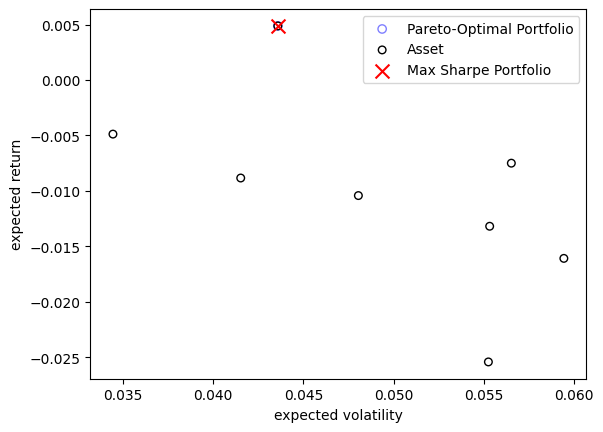 0.005
0.000
−0.005
−0.010
−0.015
−0.020
−0.025
expected return
Pareto-Optimal Portfolio
Asset
Max Sharpe Portfolio
0.035
0.040
0.045
0.050
0.055
0.060
expected volatility